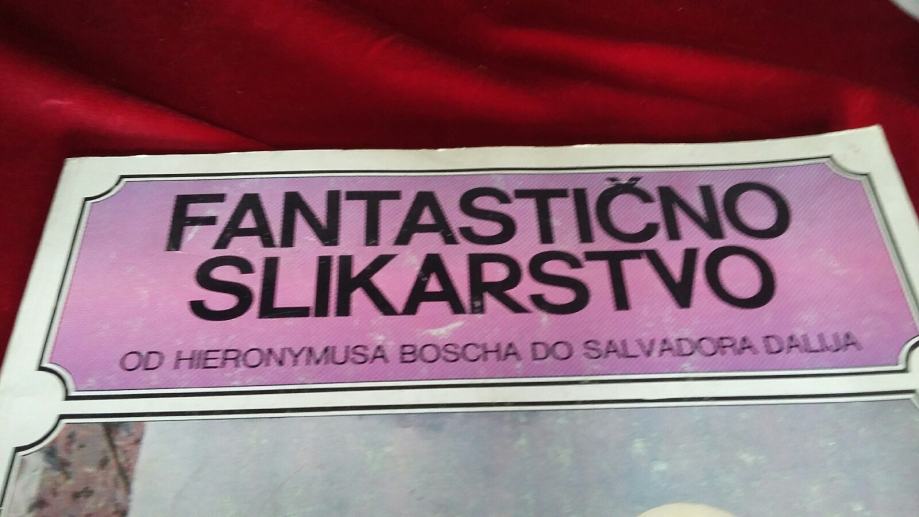 FANTASTIČNO
SLIKARSTVO
OD HIERONYMUSA BOSCHA DO SALVADORA DALIJA